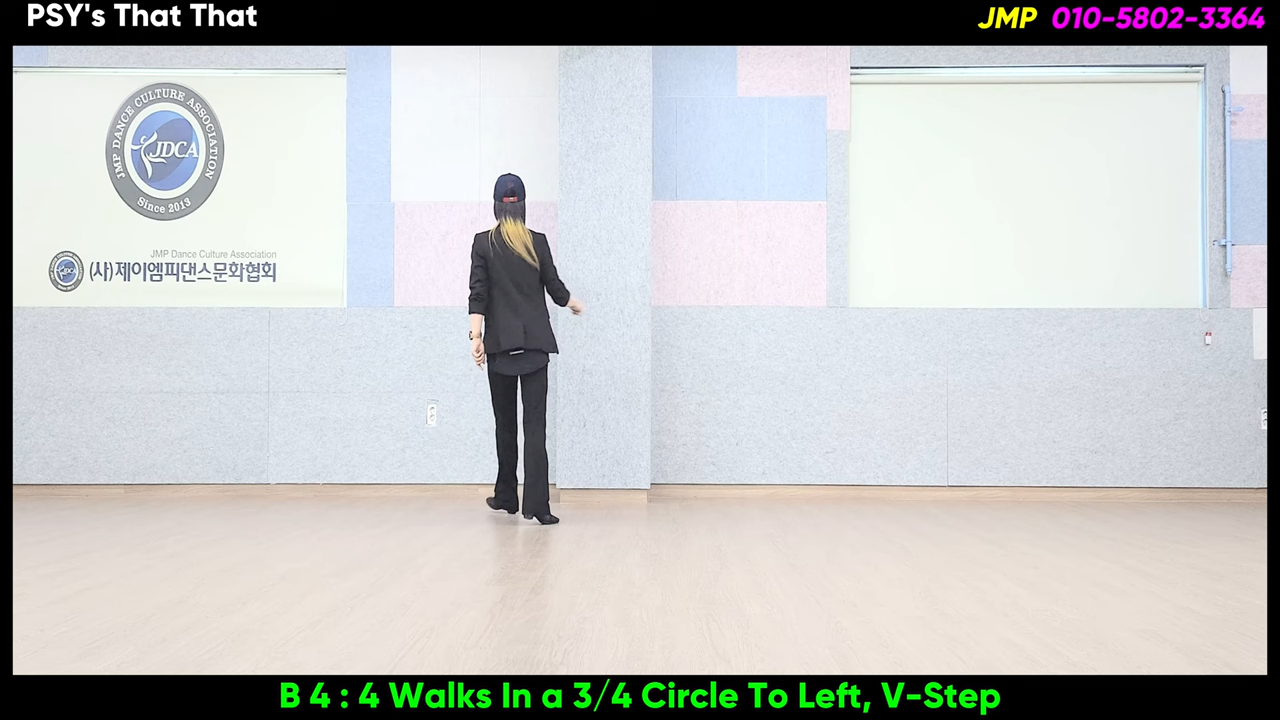 PSY's That That
JMP 010-5802-3364
JMP DANCE CULTURE ASSOCIATION
JDCA
Since 2013
JMP Dance Culture Association
(사)제이엠피댄스문화협회
B 4 : 4 Walks In a 3/4 Circle To Left, V-Step